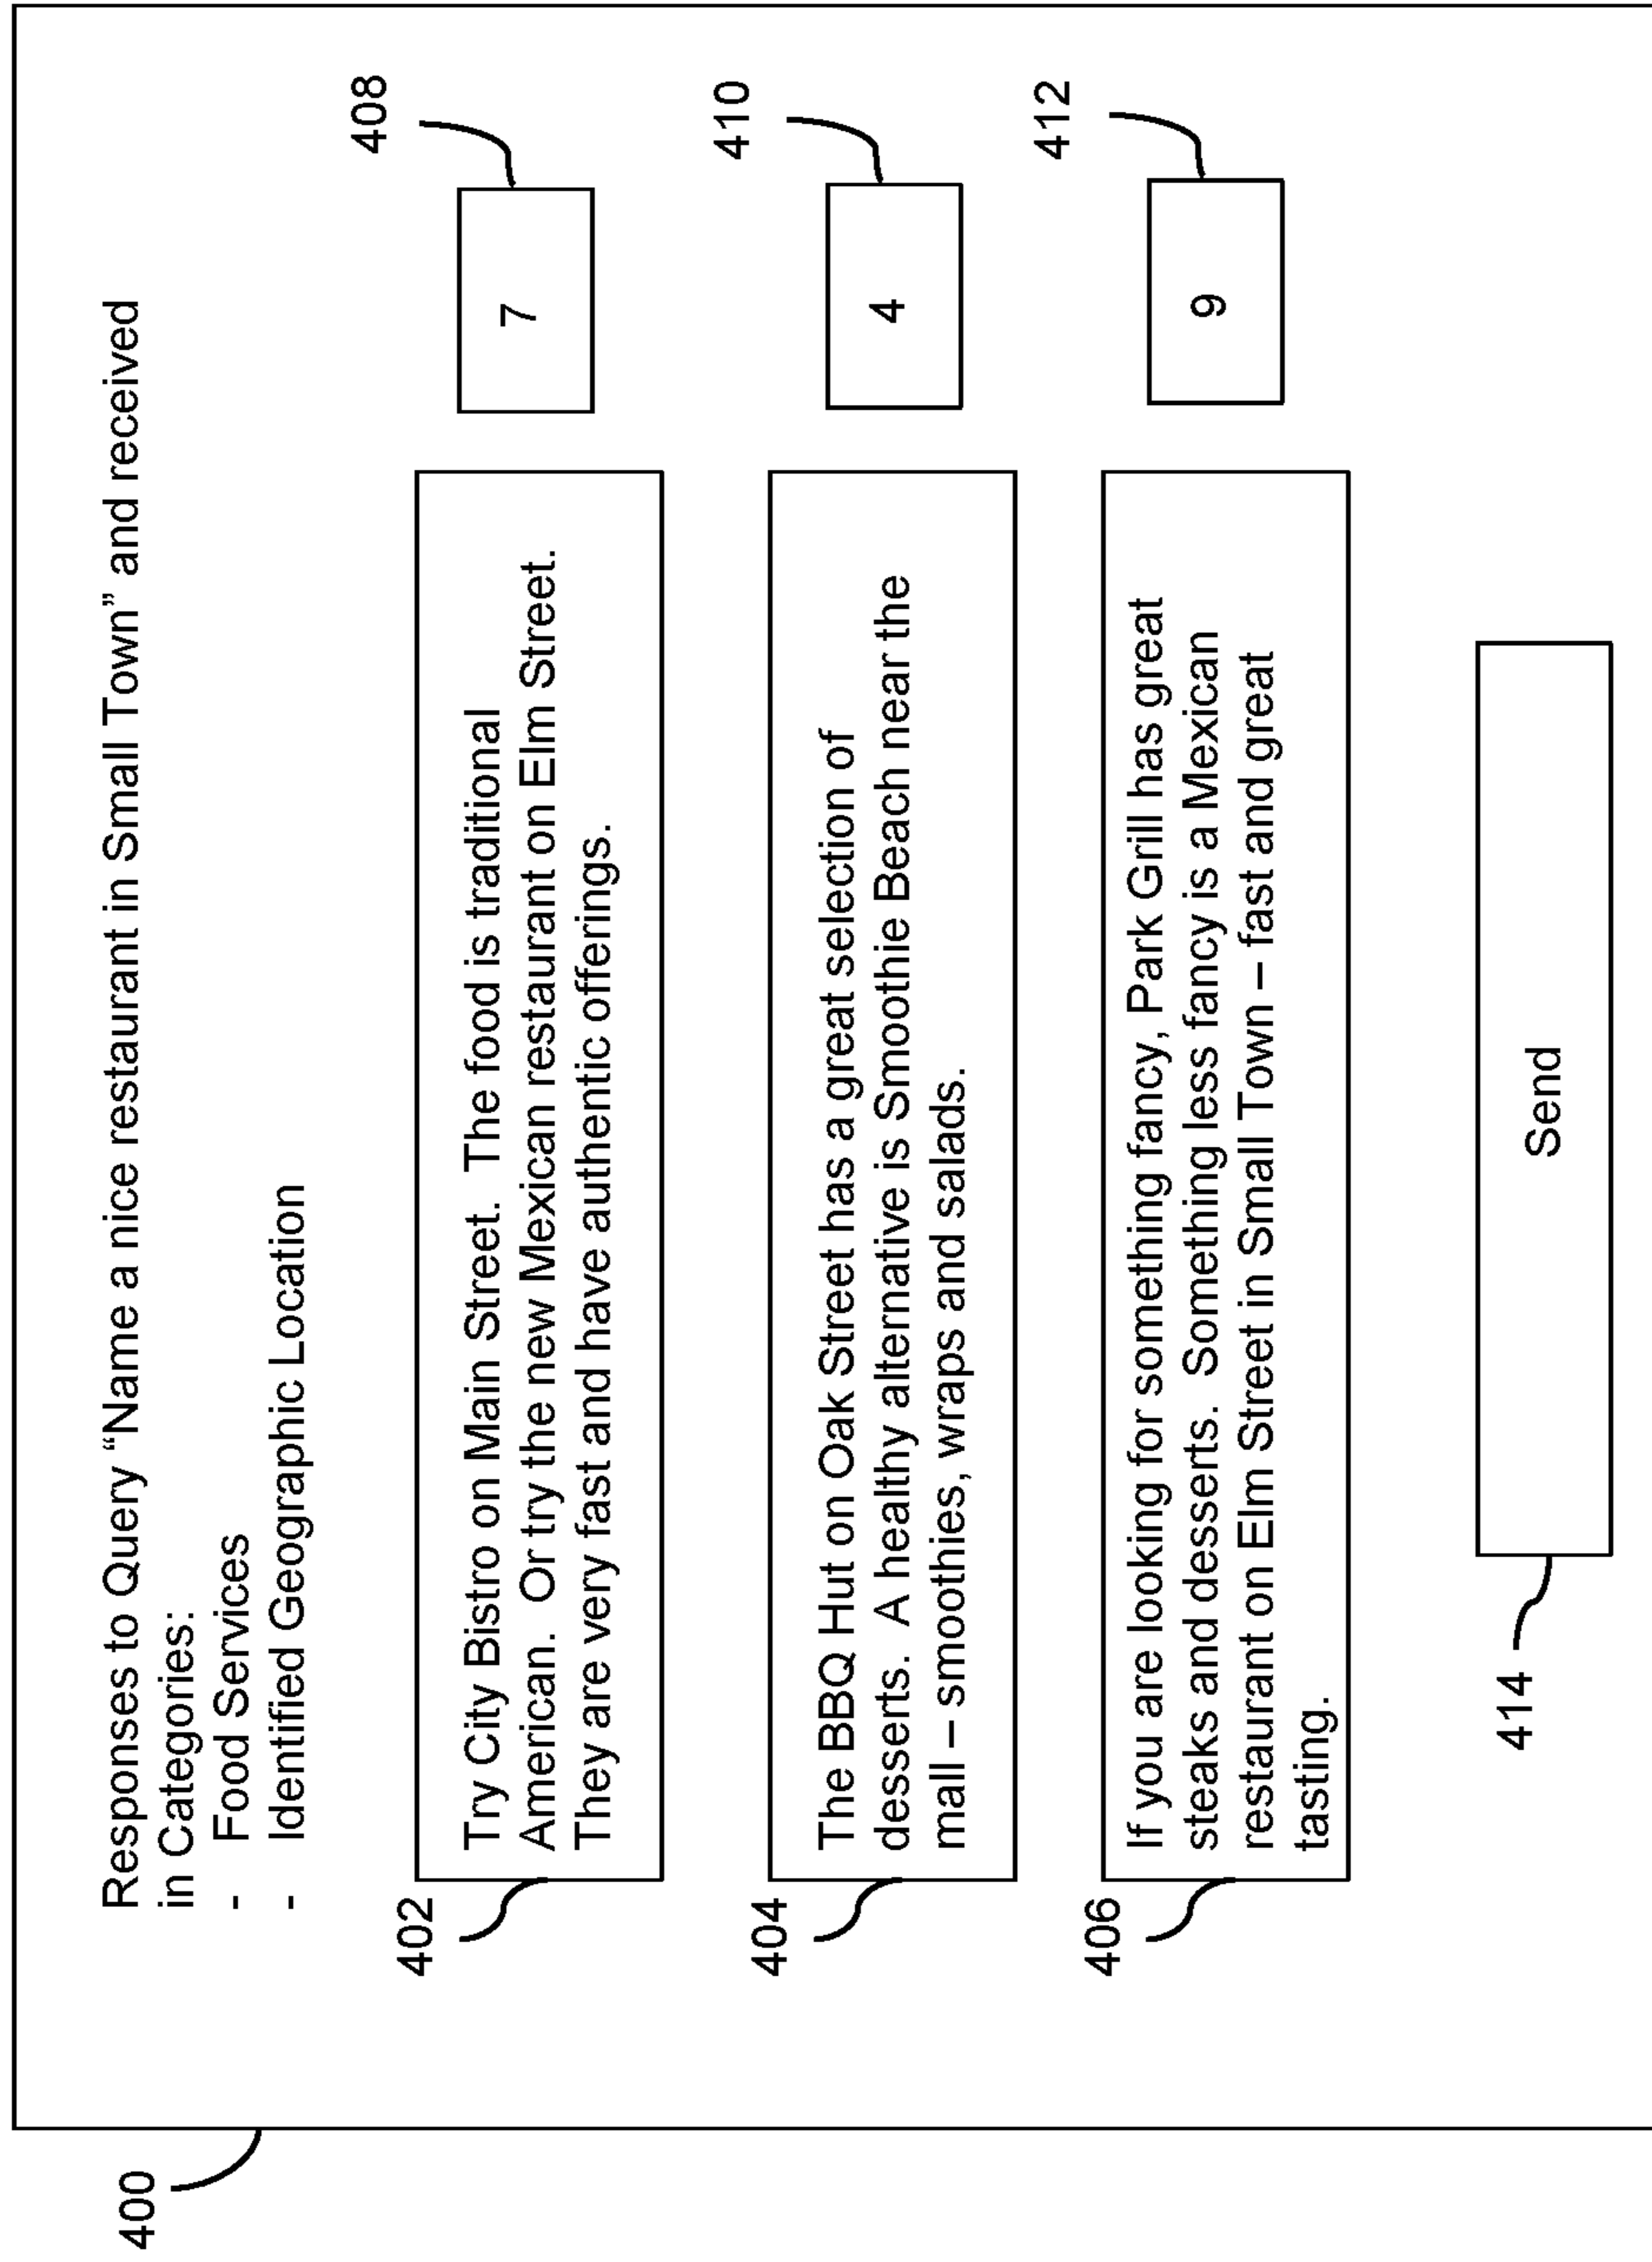 400
Responses to Query “Name a nice restaurant in Small Town” and received
in Categories:
- Food Services
- Identified Geographic Location
402
Try City Bistro on Main Street. The food is traditional
American. Or try the new Mexican restaurant on Elm Street.
They are very fast and have authentic offerings.
7
408
404
The BBQ Hut on Oak Street has a great selection of
desserts. A healthy alternative is Smoothie Beach near the
mall – smoothies, wraps and salads.
4
410
406
If you are looking for something fancy, Park Grill has great
steaks and desserts. Something less fancy is a Mexican
restaurant on Elm Street in Small Town – fast and great
tasting.
9
412
414
Send